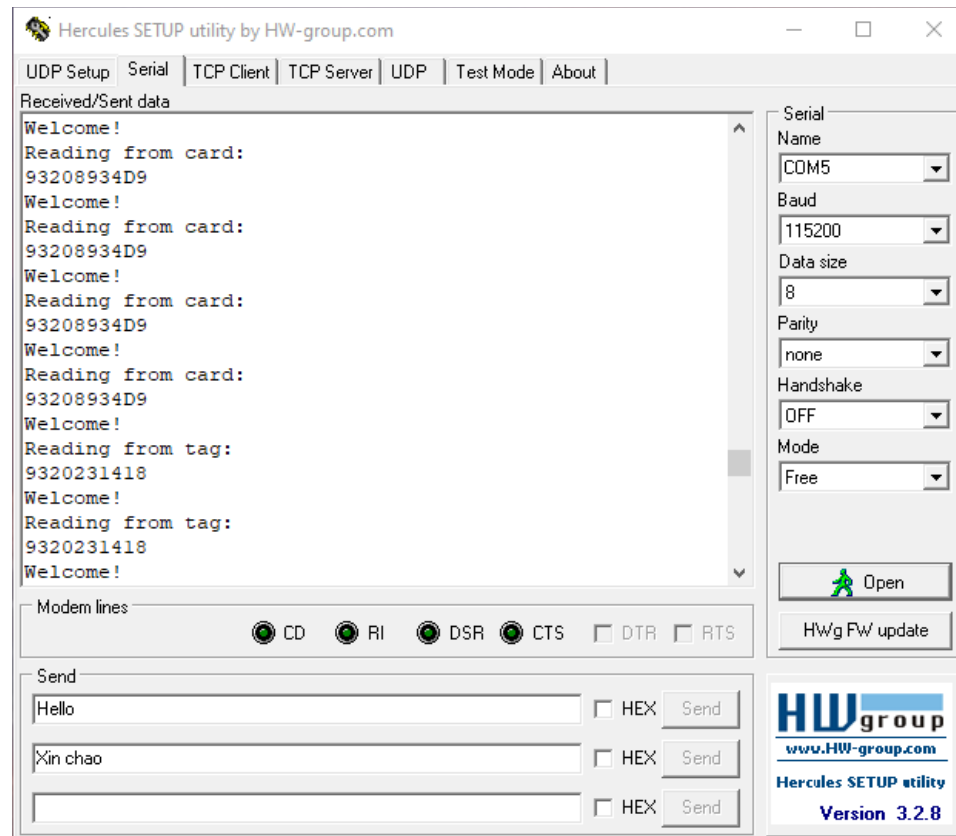 Hercules SETUP utility by HW-group.com
UDP Setup Serial TCP Client TCP Server UDP Test Mode About
Received/Sent data
Welcome!
Reading from card:
93208934D9
Welcome!
Reading from card:
93208934D9
Welcome!
Reading from card:
93208934D9
Welcome!
Reading from card:
93208934D9
Welcome!
Reading from tag:
9320231418
Welcome!
Reading from tag:
9320231418
Welcome!
Serial
Name
COM5
Baud
115200
Data size
8
Parity
none
Handshake
OFF
Mode
Free
Open
HWg FW update
Modem lines
CD RI DSR CTS DTR RTS
Send
Hello HEX Send
Xin chao HEX Send
HEX Send
HW group
www.HW-group.com
Hercules SETUP utility
Version 3.2.8